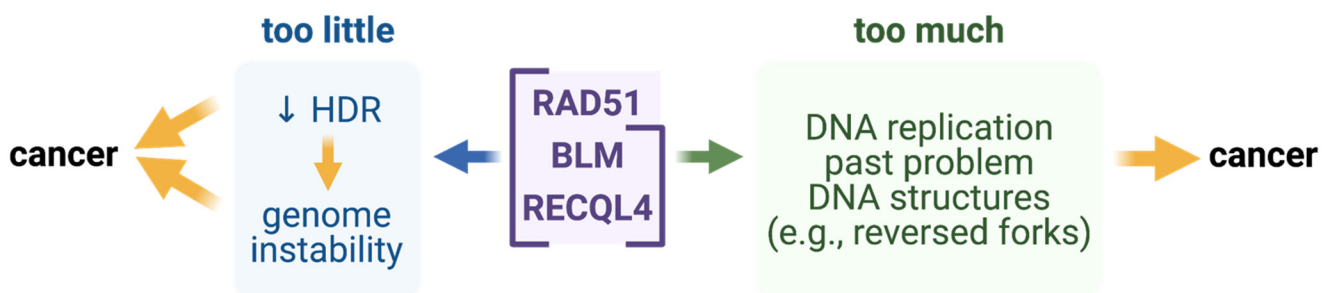 too little
too much
cancer
↓ HDR
genome
instability
RAD51
BLM
RECQL4
DNA replication
past problem
DNA structures
(e.g., reversed forks)
cancer